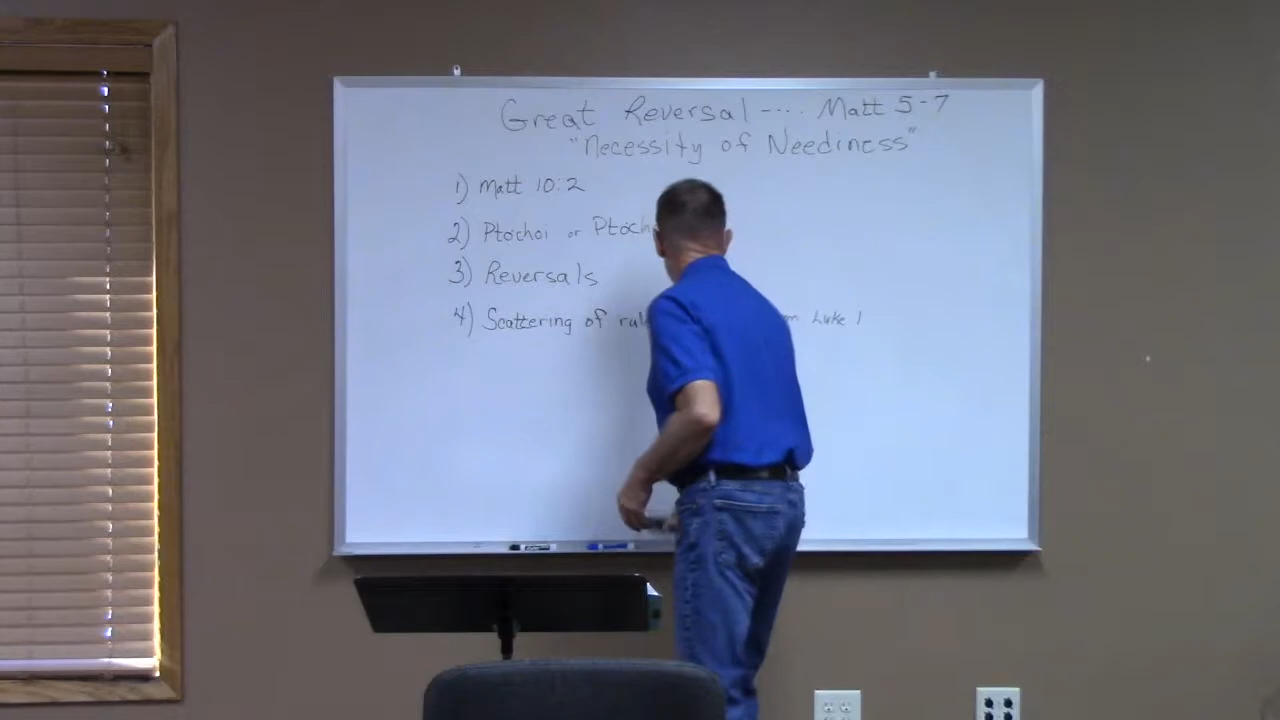 Great Reversal ---- Matt 5-7
"Necessity of Neediness"
1) Matt 10:2
2) Ptochoi or
3) Reversals
4) Scattering of Luke 1